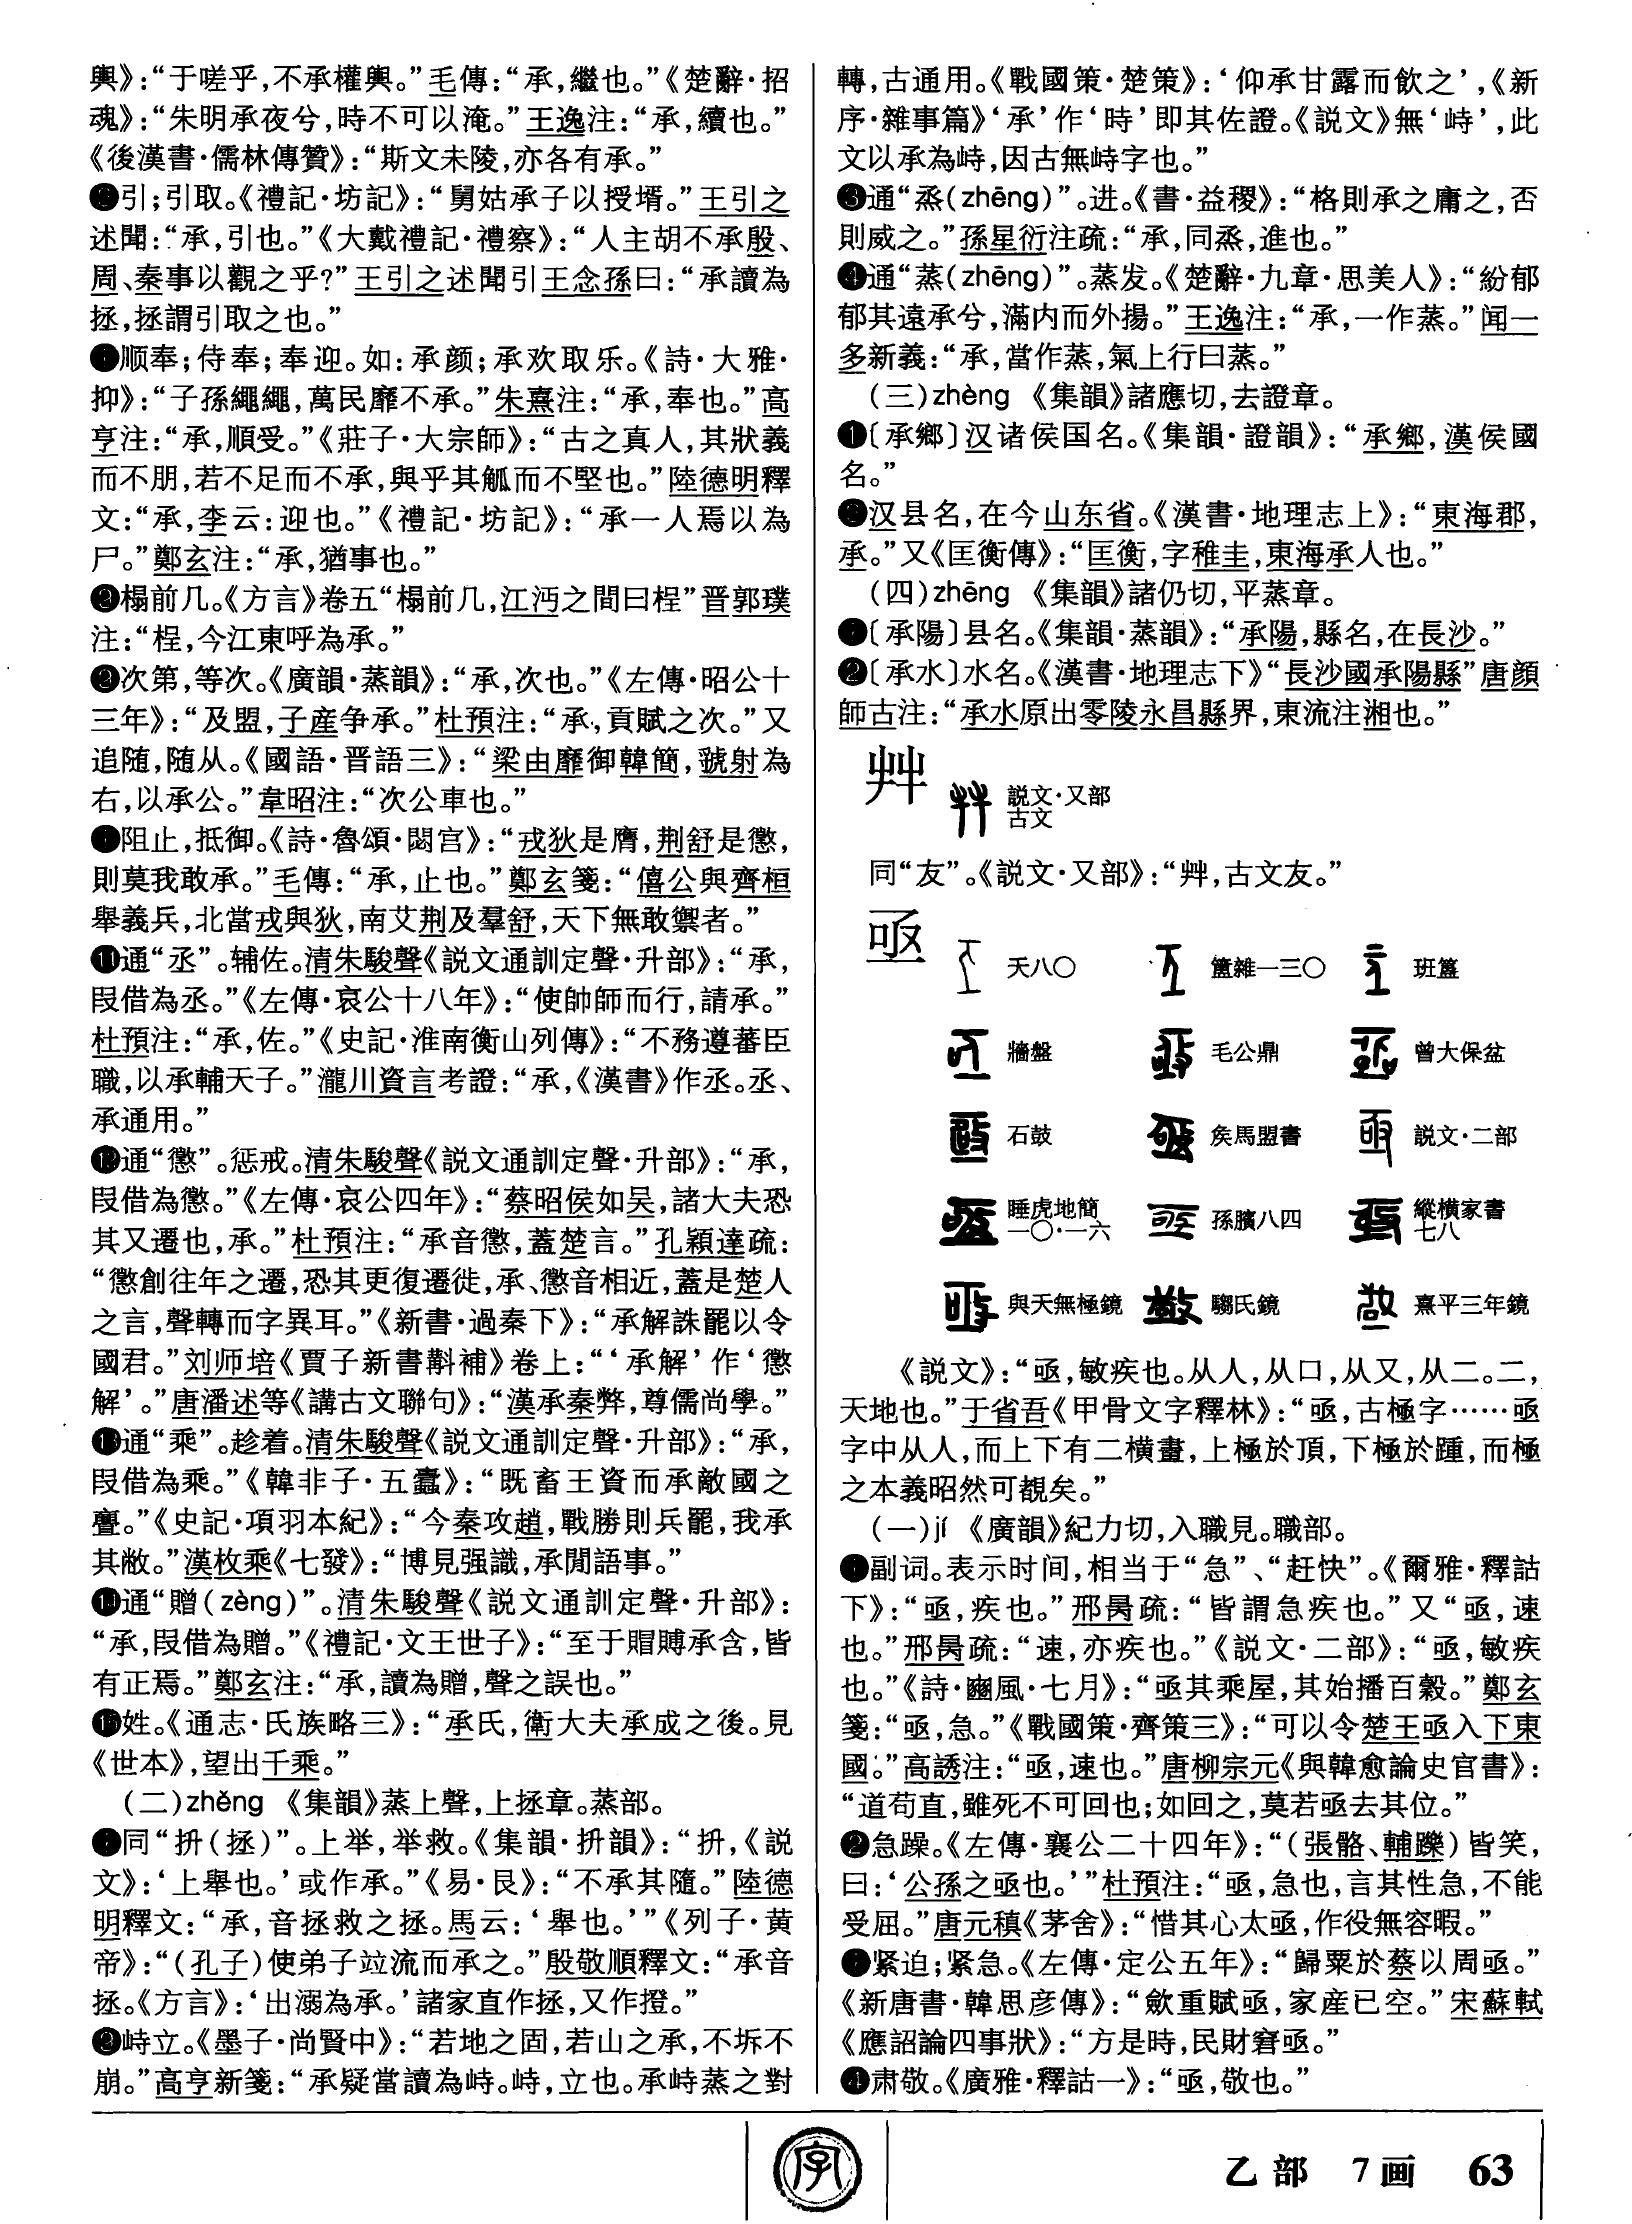 輿》：“于嗟乎，不承權輿。”毛傳：“承，繼也。”《楚辭·招
魂》：“朱明承夜兮，時不可以淹。”王逸注：“承，續也。”
《後漢書·儒林傳贊》：“斯文未陵，亦各有承。”
引；引取。《禮記·坊記》：“舅姑承子以授壻。”王引之
述聞：“承，引也。”《大戴禮記·禮察》：“人主胡不承殷、
周、秦事以觀之乎？”王引之述聞引王念孫曰：“承讀為
拯，拯謂引取之也。”
顺奉；侍奉；奉迎。如：承颜；承欢取乐。《詩·大雅·
抑》：“子孫繩繩，萬民靡不承。”朱熹注：“承，奉也。”高
亨注：“承，順受。”《莊子·大宗師》：“古之真人，其狀義
而不朋，若不足而不承，與乎其觚而不堅也。”陸德明釋
文：“承，李云：迎也。”《禮記·坊記》：“承一人焉以為
尸。”鄭玄注：“承，猶事也。”
榻前几。《方言》卷五“榻前几，江沔之間曰桯”晋郭璞
注：“桯，今江東呼為承。”
次第，等次。《廣韻·蒸韻》：“承，次也。”《左傳·昭公十
三年》：“及盟，子産争承。”杜預注：“承，貢賦之次。”又
追随，随从。《國語·晋語三》：“梁由靡御韓簡，虢射為
右，以承公。”韋昭注：“次公車也。”
阻止，抵御。《詩·魯頌·閟宫》：“戎狄是膺，荆舒是懲，
則莫我敢承。”毛傳：“承，止也。”鄭玄箋：“僖公與齊桓
舉義兵，北當戎與狄，南艾荆及羣舒，天下無敢禦者。”
⓫通“丞”。辅佐。清朱駿聲《説文通訓定聲·升部》：“承，
叚借為丞。”《左傳·哀公十八年》：“使帥師而行，請承。”
杜預注：“承，佐。”《史記·淮南衡山列傳》：“不務遵蕃臣
職，以承輔天子。”瀧川資言考證：“承，《漢書》作丞。丞、
承通用。”
⓬通“懲”。惩戒。清朱駿聲《説文通訓定聲·升部》：“承，
叚借為懲。”《左傳·哀公四年》：“蔡昭侯如吴，諸大夫恐
其又遷也，承。”杜預注：“承音懲，蓋楚言。”孔穎達疏：
“懲創往年之遷，恐其更復遷徙，承、懲音相近，蓋是楚人
之言，聲轉而字異耳。”《新書·過秦下》：“承解誅罷以令
國君。”刘师培《賈子新書斠補》卷上：“‘承解’作‘懲
解’。”唐潘述等《講古文聯句》：“漢承秦弊，尊儒尚學。”
⓭通“乘”。趁着。清朱駿聲《説文通訓定聲·升部》：“承，
叚借為乘。”《韓非子·五蠹》：“既畜王資而承敵國之
釁。”《史記·項羽本紀》：“今秦攻趙，戰勝則兵罷，我承
其敝。”漢枚乘《七發》：“博見强識，承閒語事。”
⓮通“贈（zèng）”。清朱駿聲《説文通訓定聲·升部》：
“承，叚借為贈。”《禮記·文王世子》：“至于賵賻承含，皆
有正焉。”鄭玄注：“承，讀為贈，聲之誤也。”
⓯姓。《通志·氏族略三》：“承氏，衛大夫承成之後。見
《世本》，望出千乘。”
（二）zhěng 《集韻》蒸上聲，上拯章。蒸部。
同“抍（拯）”。上举，举救。《集韻·抍韻》：“抍，《説
文》：‘上舉也。’或作承。”《易·艮》：“不承其隨。”陸德
明釋文：“承，音拯救之拯。馬云：‘舉也。’”《列子·黄
帝》：“（孔子）使弟子竝流而承之。”殷敬順釋文：“承音
拯。《方言》：‘出溺為承。’諸家直作拯，又作撜。”
❷峙立。《墨子·尚賢中》：“若地之固，若山之承，不坼不
崩。”高亨新箋：“承疑當讀為峙。峙，立也。承峙蒸之對
轉，古通用。《戰國策·楚策》：‘仰承甘露而飲之’，《新
序·雜事篇》‘承’作‘時’即其佐證。《説文》無‘峙’，此
文以承為峙，因古無峙字也。”
❸通“烝（zhēng）”。进。《書·益稷》：“格則承之庸之，否
則威之。”孫星衍注疏：“承，同烝，進也。”
❹通“蒸（zhēng）”。蒸发。《楚辭·九章·思美人》：“紛郁
郁其遠承兮，滿内而外揚。”王逸注：“承，一作蒸。”闻一
多新義：“承，當作蒸，氣上行曰蒸。”
（三）zhèng 《集韻》諸應切，去證章。
❶〔承鄉〕汉诸侯国名。《集韻·證韻》：“承鄉，漢侯國
名。”
❷汉县名，在今山东省。《漢書·地理志上》：“東海郡，
承。”又《匡衡傳》：“匡衡，字稚圭，東海承人也。”
（四）zhēng 《集韻》諸仍切，平蒸章。
❶〔承陽〕县名。《集韻·蒸韻》：“承陽，縣名，在長沙。”
❷〔承水〕水名。《漢書·地理志下》“長沙國承陽縣”唐顔
師古注：“承水原出零陵永昌縣界，東流注湘也。”
説文·又部
古文
同“友”。《説文·又部》：“艸，古文友。”
亟
天八〇 簠雜一三〇 班簋
牆盤 毛公鼎 曾大保盆
石鼓 矦馬盟書 説文·二部
睡虎地簡 一〇·一六 孫臏八四 縱横家書 七八
與天無極鏡 騶氏鏡 熹平三年鏡
《説文》：“亟，敏疾也。从人，从口，从又，从二。二，
天地也。”于省吾《甲骨文字釋林》：“亟，古極字……亟
字中从人，而上下有二横畫，上極於頂，下極於踵，而極
之本義昭然可覩矣。”
（一）jí 《廣韻》紀力切，入職見。職部。
❶副词。表示时间，相当于“急”、“赶快”。《爾雅·釋詁
下》：“亟，疾也。”邢昺疏：“皆謂急疾也。”又“亟，速
也。”邢昺疏：“速，亦疾也。”《説文·二部》：“亟，敏疾
也。”《詩·豳風·七月》：“亟其乘屋，其始播百穀。”鄭玄
箋：“亟，急。”《戰國策·齊策三》：“可以令楚王亟入下東
國。”高誘注：“亟，速也。”唐柳宗元《與韓愈論史官書》：
“道苟直，雖死不可回也；如回之，莫若亟去其位。”
❷急躁。《左傳·襄公二十四年》：“（張骼、輔躒）皆笑，
曰：‘公孫之亟也。’”杜預注：“亟，急也，言其性急，不能
受屈。”唐元稹《茅舍》：“惜其心太亟，作役無容暇。”
紧迫；紧急。《左傳·定公五年》：“歸粟於蔡以周亟。”
《新唐書·韓思彦傳》：“斂重賦亟，家産已空。”宋蘇軾
《應詔論四事狀》：“方是時，民財窘亟。”
❹肃敬。《廣雅·釋詁一》：“亟，敬也。”
字
乙部 7画 63